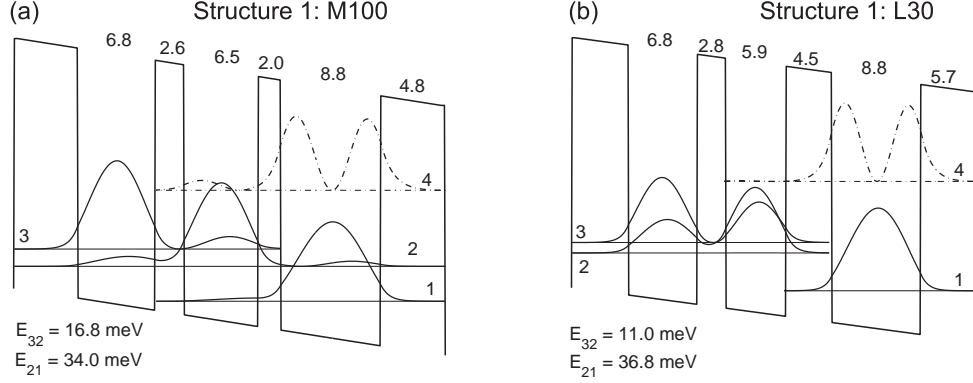 (a) Structure 1: M100
6.8 2.6 6.5 2.0 8.8 4.8
4
3
2
1
E32 = 16.8 meV
E21 = 34.0 meV
(b) Structure 1: L30
6.8 2.8 5.9 4.5 8.8 5.7
4
3
2
1
E32 = 11.0 meV
E21 = 36.8 meV